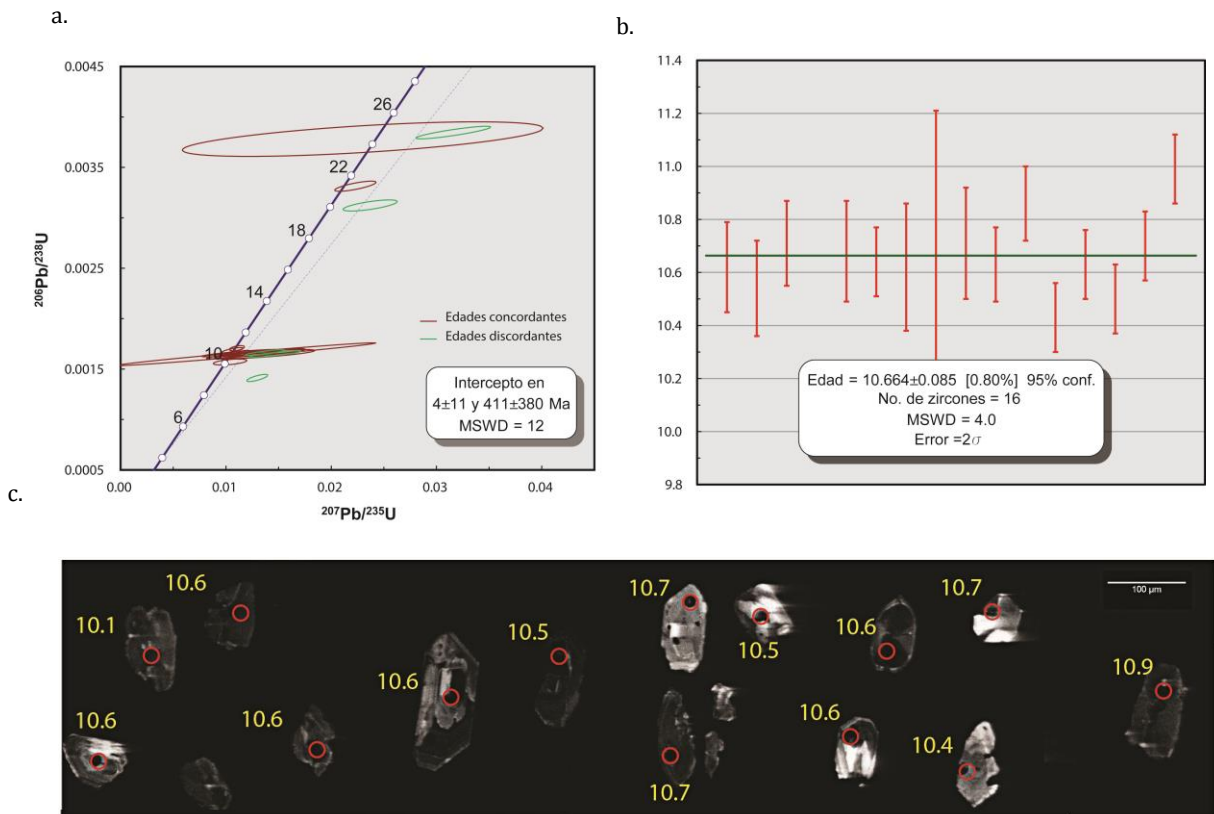 a.
0.0045
0.0035
0.0025
0.0015
0.0005
206Pb/238U
26
22
18
14
10
6
Edades concordantes
Edades discordantes
Intercepto en
4±11 y 411±380 Ma
MSWD = 12
0.00 0.01 0.02 0.03 0.04
207Pb/235U
b.
11.4
11.2
11.0
10.8
10.6
10.4
10.2
10.0
9.8
Edad = 10.664±0.085 [0.80%] 95% conf.
No. de zircones = 16
MSWD = 4.0
Error =2σ
c.
10.1
10.6
10.6
10.6
10.6
10.5
10.7
10.5
10.6
10.7
10.7
10.6
10.4
10.9
100 µm